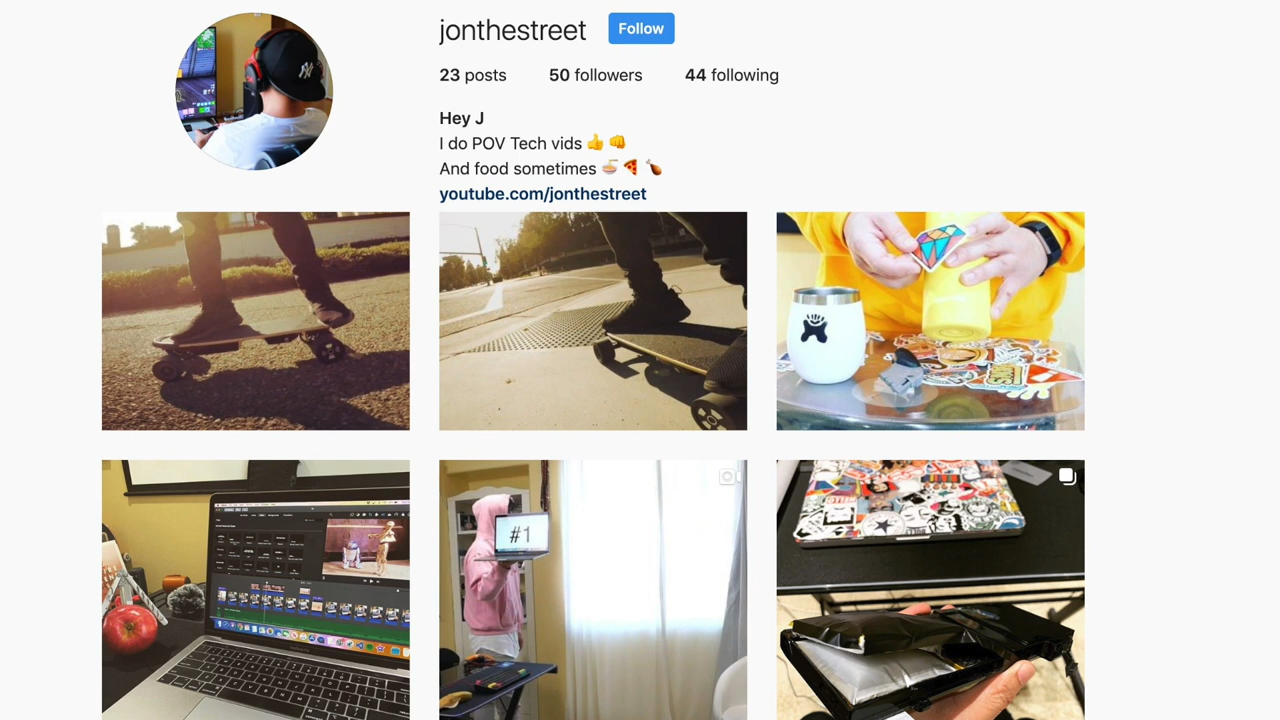 jonthestreet
Follow
23 posts 50 followers 44 following
Hey J
I do POV Tech vids 👍 👊
And food sometimes 🍜 🍕 🍗
youtube.com/jonthestreet
#1